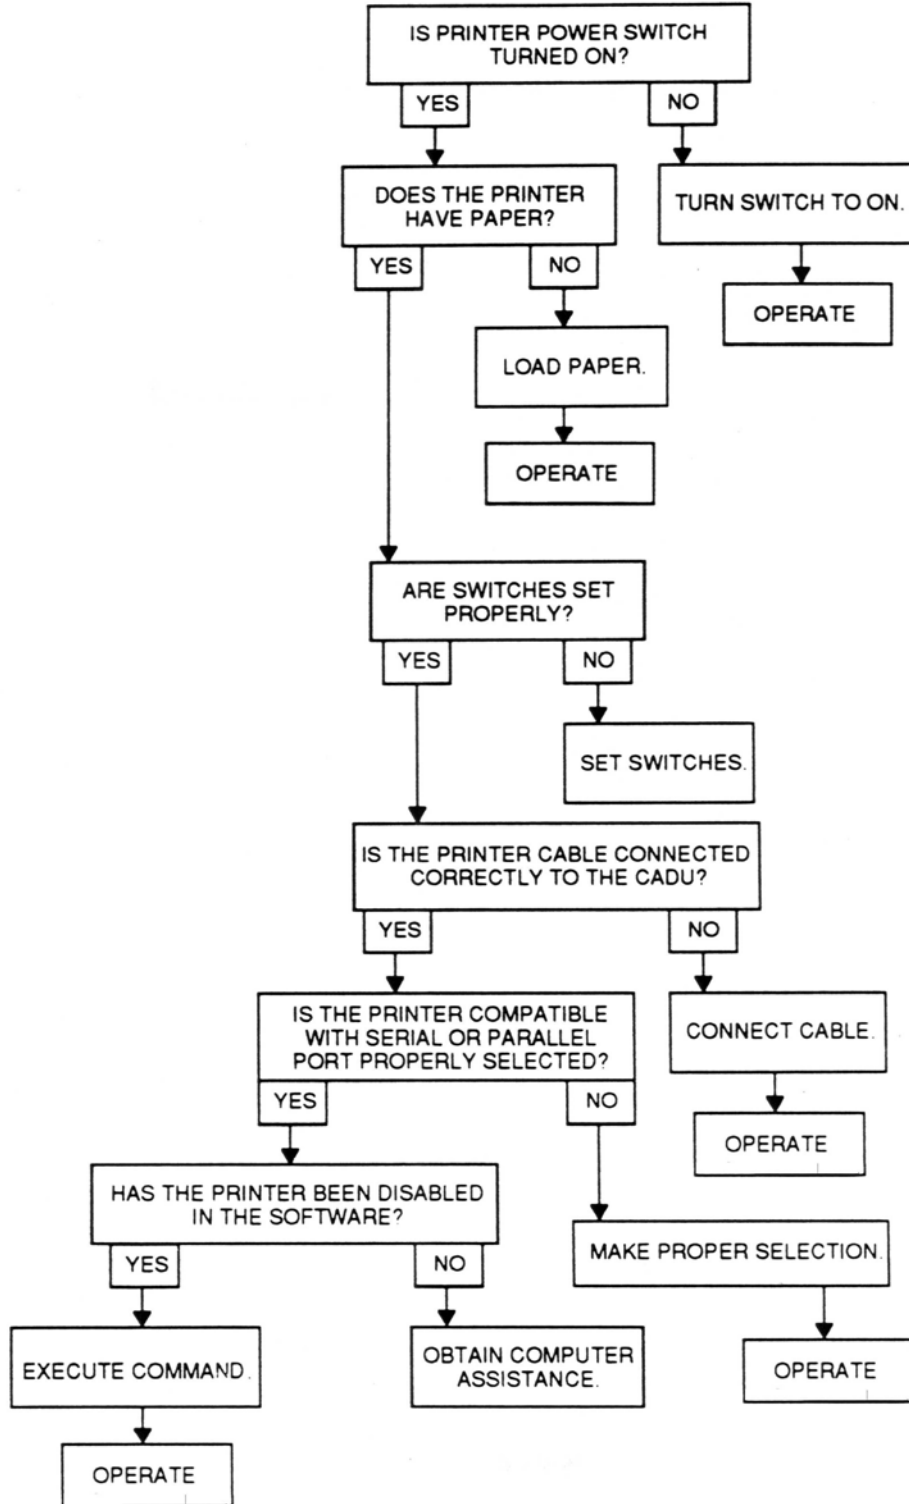 IS PRINTER POWER SWITCH
TURNED ON?
YES
NO
DOES THE PRINTER
HAVE PAPER?
TURN SWITCH TO ON.
YES
NO
OPERATE
LOAD PAPER.
OPERATE
ARE SWITCHES SET
PROPERLY?
YES
NO
SET SWITCHES.
IS THE PRINTER CABLE CONNECTED
CORRECTLY TO THE CADU?
YES
NO
IS THE PRINTER COMPATIBLE
WITH SERIAL OR PARALLEL
PORT PROPERLY SELECTED?
CONNECT CABLE.
YES
NO
OPERATE
HAS THE PRINTER BEEN DISABLED
IN THE SOFTWARE?
MAKE PROPER SELECTION.
YES
NO
EXECUTE COMMAND.
OBTAIN COMPUTER
ASSISTANCE.
OPERATE
OPERATE